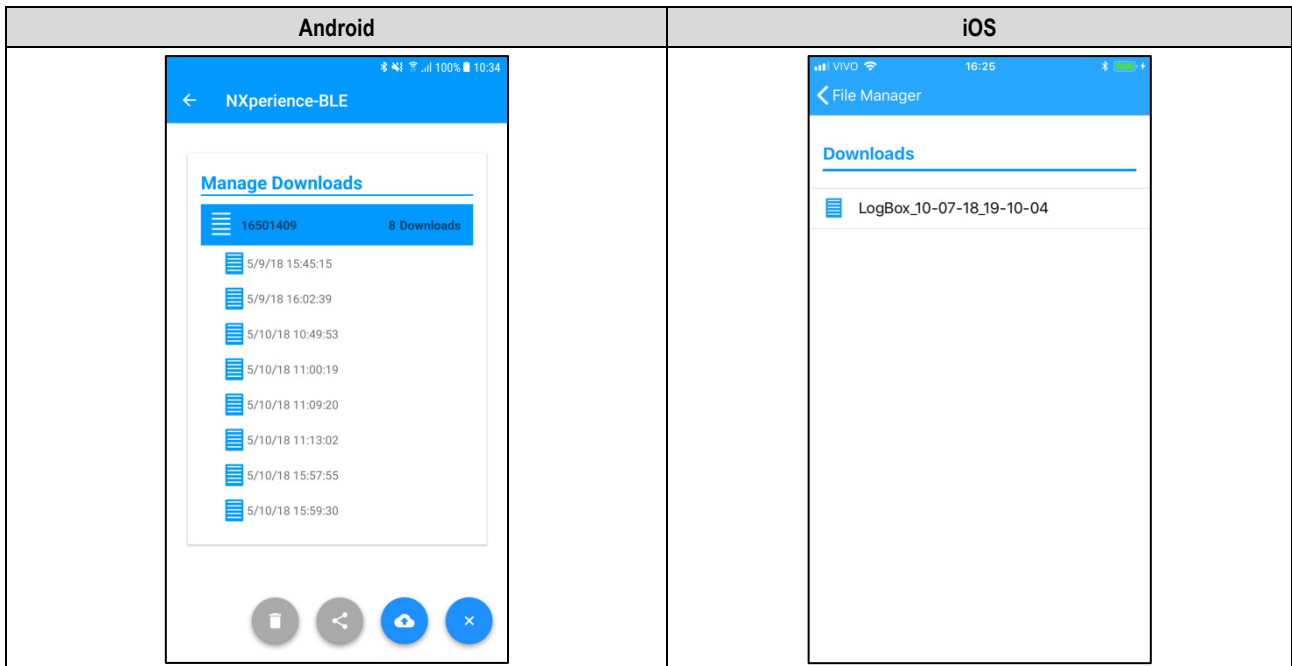 Android
iOS
100% 10:34
NXperience-BLE
Manage Downloads
16501409 8 Downloads
5/9/18 15:45:15
5/9/18 16:02:39
5/10/18 10:49:53
5/10/18 11:00:19
5/10/18 11:09:20
5/10/18 11:13:02
5/10/18 15:57:55
5/10/18 15:59:30
VIVO 16:25
File Manager
Downloads
LogBox_10-07-18_19-10-04